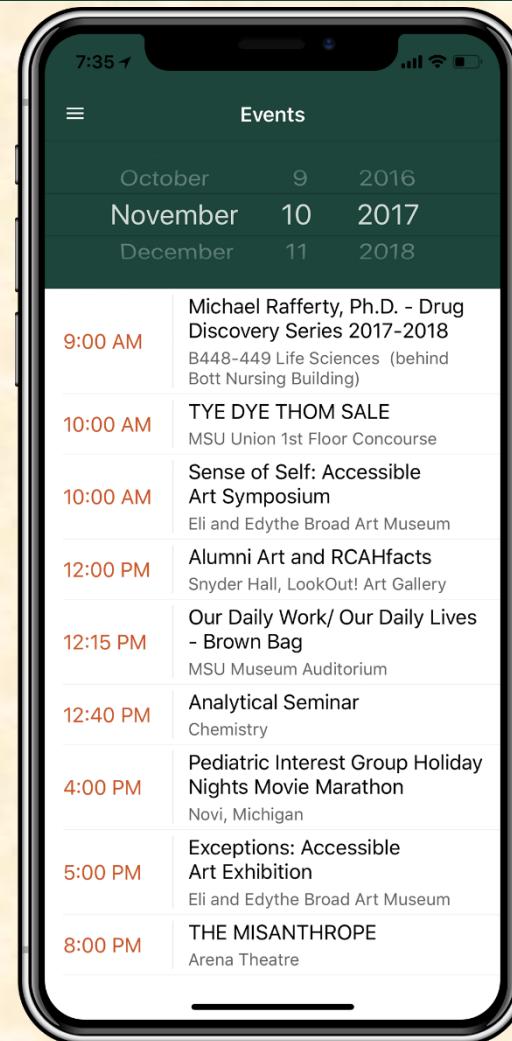 7:35
Events
October 9 2016
November 10 2017
December 11 2018
9:00 AM
Michael Rafferty, Ph.D. - Drug
Discovery Series 2017-2018
B448-449 Life Sciences (behind
Bott Nursing Building)
10:00 AM
TYE DYE THOM SALE
MSU Union 1st Floor Concourse
10:00 AM
Sense of Self: Accessible
Art Symposium
Eli and Edythe Broad Art Museum
12:00 PM
Alumni Art and RCAHfacts
Snyder Hall, LookOut! Art Gallery
12:15 PM
Our Daily Work/ Our Daily Lives
- Brown Bag
MSU Museum Auditorium
12:40 PM
Analytical Seminar
Chemistry
4:00 PM
Pediatric Interest Group Holiday
Nights Movie Marathon
Novi, Michigan
5:00 PM
Exceptions: Accessible
Art Exhibition
Eli and Edythe Broad Art Museum
8:00 PM
THE MISANTHROPE
Arena Theatre